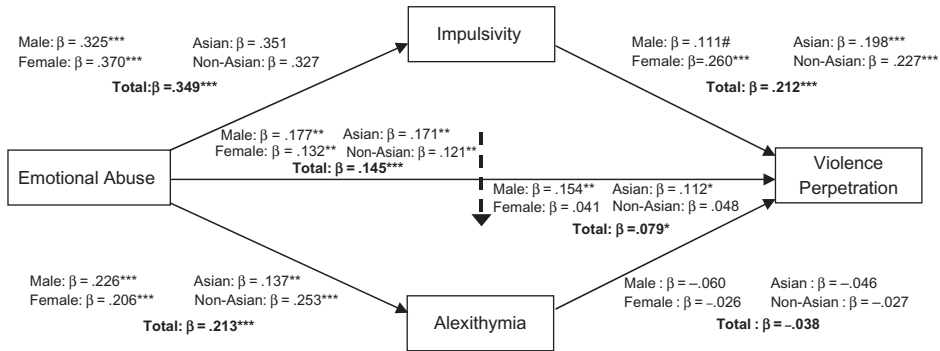 Impulsivity
Male: β = .325*** Asian: β = .351
Female: β = .370*** Non-Asian: β = .327
Total:β =.349***
Male: β = .111# Asian: β = .198***
Female: β=.260*** Non-Asian: β = .227***
Total: β = .212***
Emotional Abuse
Male: β = .177** Asian: β = .171**
Female: β = .132** Non-Asian: β = .121**
Total: β = .145***
Violence
Perpetration
Male: β = .154** Asian: β = .112*
Female: β = .041 Non-Asian: β = .048
Total: β =.079*
Male: β = .226*** Asian: β = .137**
Female: β = .206*** Non-Asian: β = .253***
Total: β = .213***
Alexithymia
Male : β = –.060 Asian : β = –.046
Female : β = –.026 Non-Asian : β = –.027
Total : β = –.038